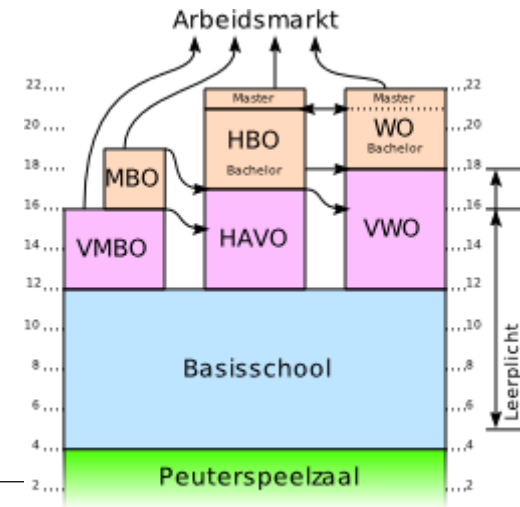 Arbeidsmarkt
22.... Master Master ....22
20.... HBO WO ....20
Bachelor Bachelor
18.... MBO ....18
16.... ....16
14.... VMBO HAVO VWO ....14
12.... ....12
10.... ....10
8.... Basisschool ....8
6.... ....6
4.... ....4
2.... Peuterspeelzaal ....2
Leerplicht